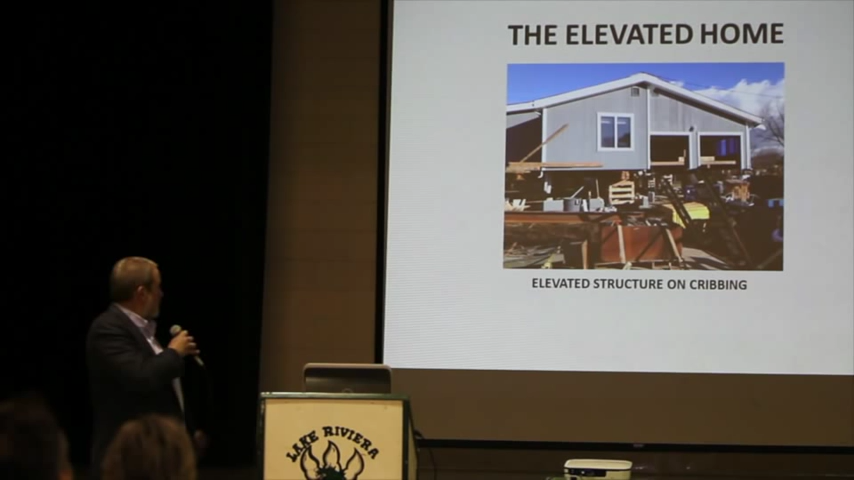 THE ELEVATED HOME
ELEVATED STRUCTURE ON CRIBBING
LAKE RIVIERA